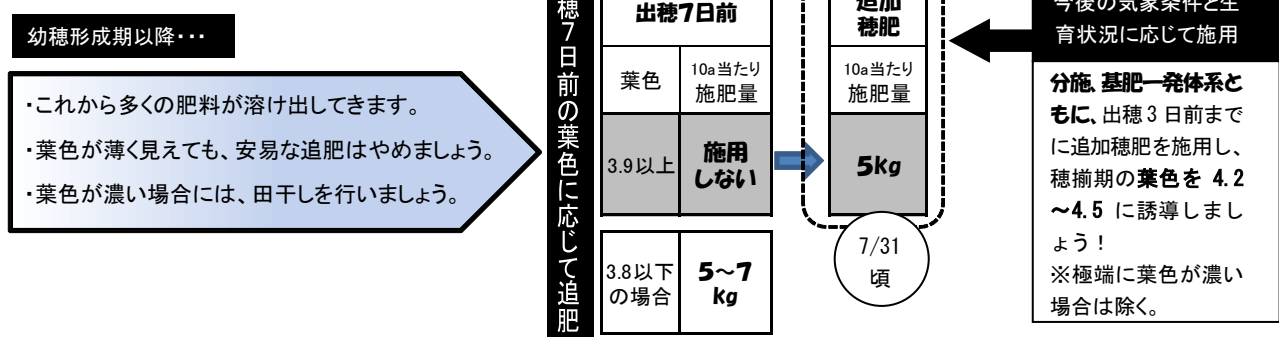 幼穂形成期以降・・・
・これから多くの肥料が溶け出してきます。
・葉色が薄く見えても、安易な追肥はやめましょう。
・葉色が濃い場合には、田干しを行いましょう。
穂7日前の葉色に応じて追肥
出穂7日前
葉色
10a当たり
施肥量
3.9以上
施用
しない
3.8以下
の場合
5～7
kg
追加
穂肥
10a当たり
施肥量
5kg
7/31
頃
今後の気象条件と生
育状況に応じて施用
分施、基肥一発体系と
もに、出穂3日前まで
に追加穂肥を施用し、
穂揃期の葉色を 4.2
～4.5 に誘導しまし
ょう！
※極端に葉色が濃い
場合は除く。